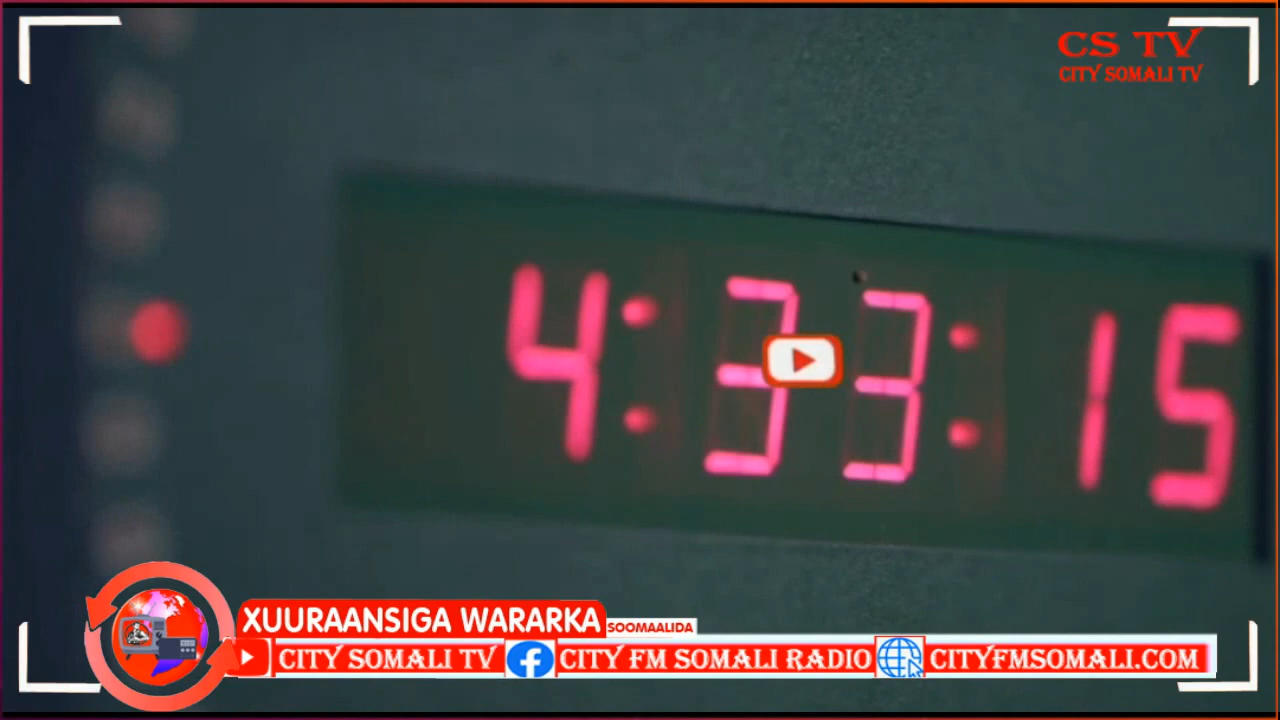 CS TV
CITY SOMALI TV
4:33:15
XUURAANSIGA WARARKA
SOOMAALIDA
CITY SOMALI TV
CITY FM SOMALI RADIO
CITYFMSOMALI.COM